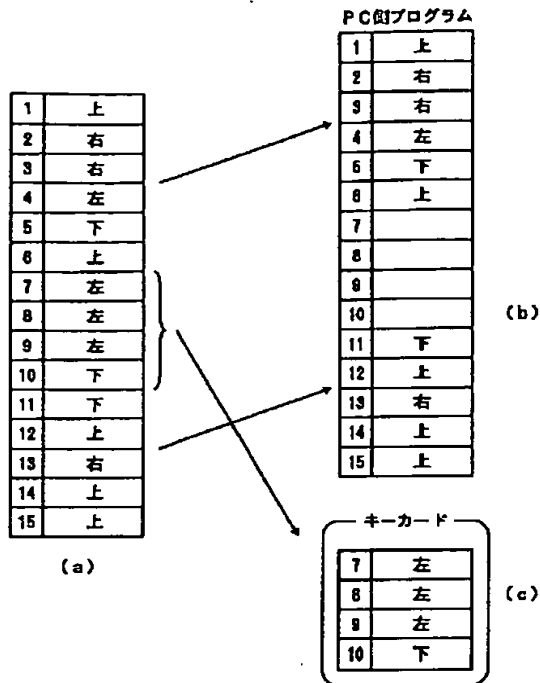 1 上
2 右
3 右
4 左
5 下
6 上
7 左
8 左
9 左
10 下
11 下
12 上
13 右
14 上
15 上
(a)
PC側プログラム
1 上
2 右
3 右
4 左
5 下
6 上
7
8
9
10
11 下
12 上
13 右
14 上
15 上
(b)
キーカード
7 左
8 左
9 左
10 下
(c)